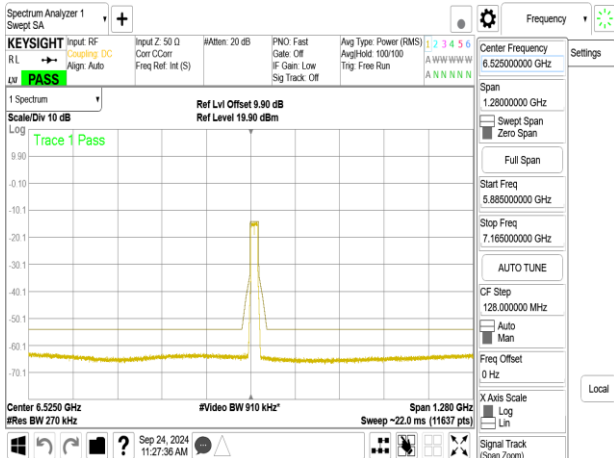 Spectrum Analyzer 1
Swept SA
+
Frequency
KEYSIGHT
RL
LXI
PASS
Input: RF
Coupling: DC
Align: Auto
Input Z: 50 Ω
Corr CCorr
Freq Ref: Int (S)
#Atten: 20 dB
PNO: Fast
Gate: Off
IF Gain: Low
Sig Track: Off
Avg Type: Power (RMS)
Avg|Hold: 100/100
Trig: Free Run
1 2 3 4 5 6
A W W W W W
A N N N N N
1 Spectrum
Scale/Div 10 dB
Ref Lvl Offset 9.90 dB
Ref Level 19.90 dBm
Log
Trace 1 Pass
9.90
-0.10
-10.1
-20.1
-30.1
-40.1
-50.1
-60.1
-70.1
Center 6.5250 GHz
#Res BW 270 kHz
#Video BW 910 kHz*
Span 1.280 GHz
Sweep ~22.0 ms (11637 pts)
Sep 24, 2024
11:27:36 AM
?
Center Frequency
6.525000000 GHz
Span
1.28000000 GHz
Swept Span
Zero Span
Full Span
Start Freq
5.885000000 GHz
Stop Freq
7.165000000 GHz
AUTO TUNE
CF Step
128.000000 MHz
Auto
Man
Freq Offset
0 Hz
X Axis Scale
Log
Lin
Signal Track
(Span Zoom)
Settings
Local